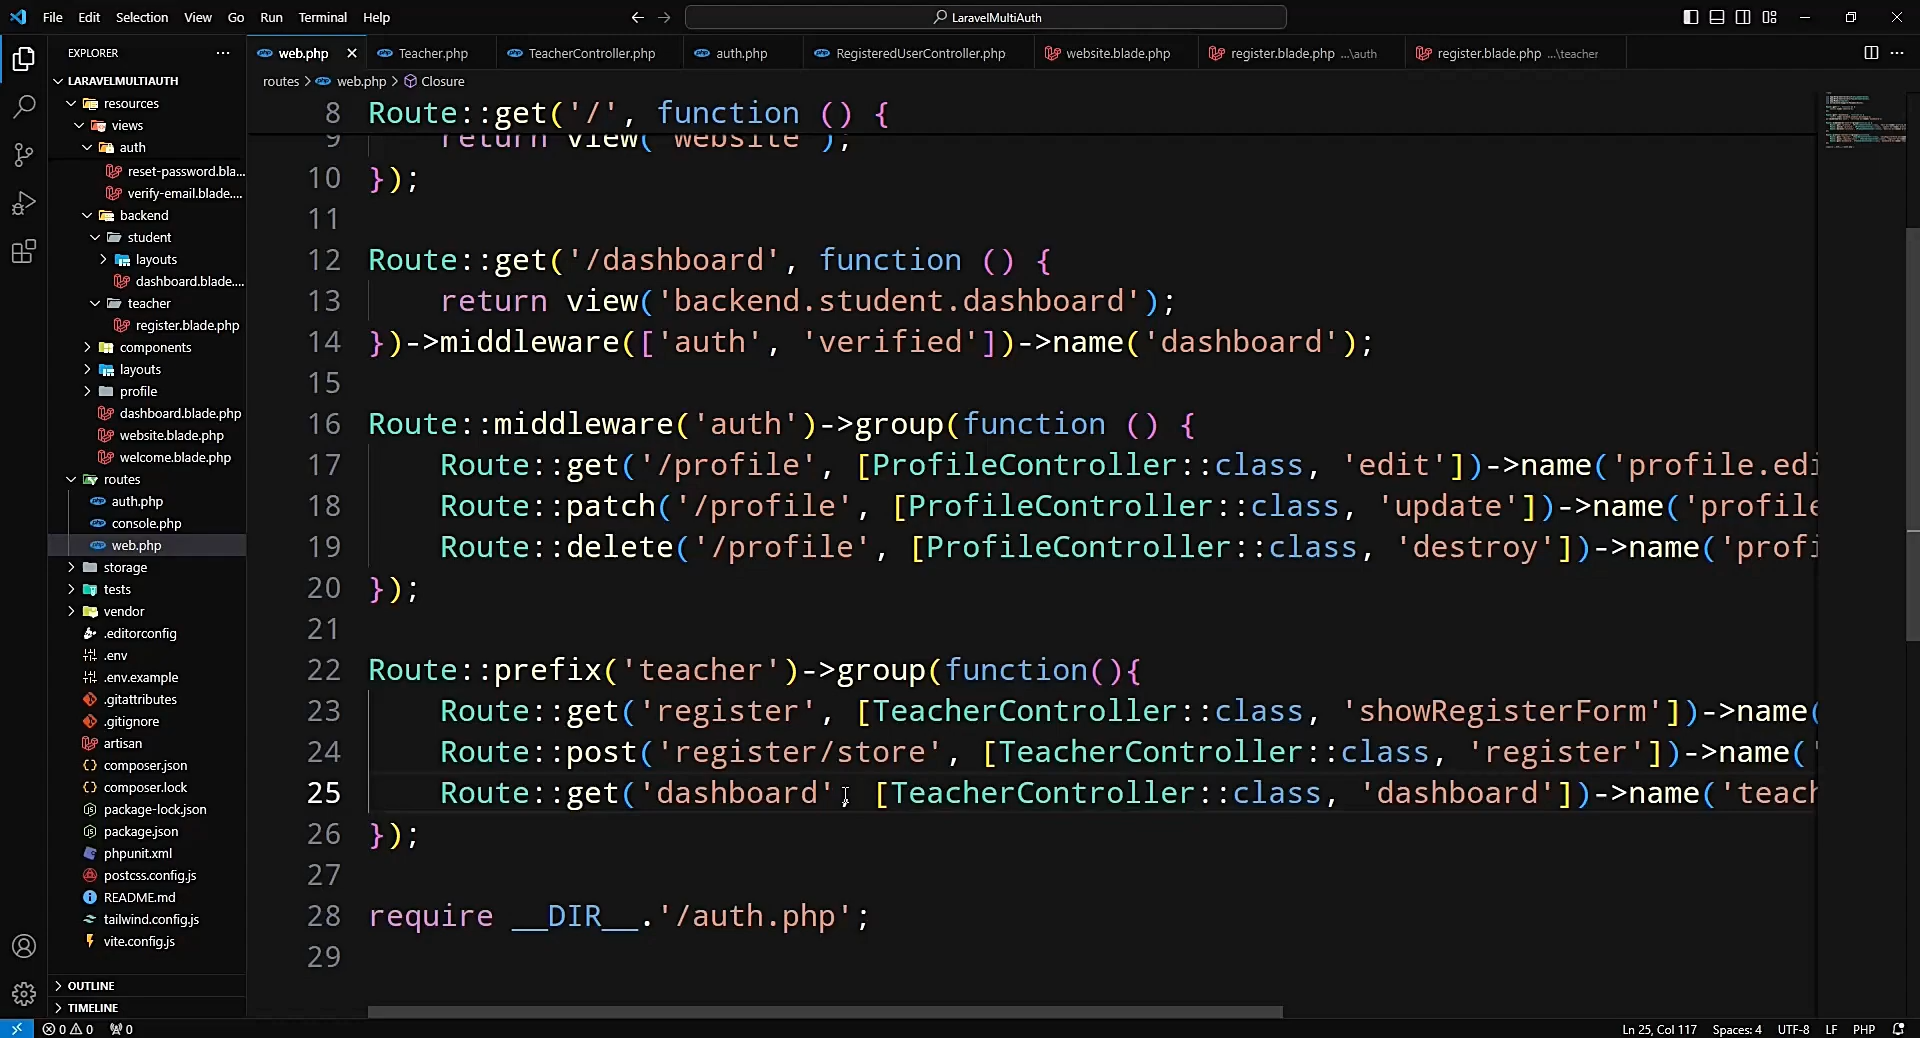 File Edit Selection View Go Run Terminal Help
LaravelMultiAuth
EXPLORER
web.php
Teacher.php
TeacherController.php
auth.php
RegisteredUserController.php
website.blade.php
register.blade.php ...\auth
register.blade.php ...\teacher
routes > web.php > Closure
LARAVELMULTIAUTH
resources
views
auth
reset-password.bla...
verify-email.blade....
backend
student
layouts
dashboard.blade....
teacher
register.blade.php
components
layouts
profile
dashboard.blade.php
website.blade.php
welcome.blade.php
routes
auth.php
console.php
web.php
storage
tests
vendor
.editorconfig
.env
.env.example
.gitattributes
.gitignore
artisan
composer.json
composer.lock
package-lock.json
package.json
phpunit.xml
postcss.config.js
README.md
tailwind.config.js
vite.config.js
OUTLINE
TIMELINE
8 Route::get('/', function () {
9 return view('website');
10 });
11
12 Route::get('/dashboard', function () {
13 return view('backend.student.dashboard');
14 })->middleware(['auth', 'verified'])->name('dashboard');
15
16 Route::middleware('auth')->group(function () {
17 Route::get('/profile', [ProfileController::class, 'edit'])->name('profile.edi
18 Route::patch('/profile', [ProfileController::class, 'update'])->name('profile
19 Route::delete('/profile', [ProfileController::class, 'destroy'])->name('profi
20 });
21
22 Route::prefix('teacher')->group(function(){
23 Route::get('register', [TeacherController::class, 'showRegisterForm'])->name(
24 Route::post('register/store', [TeacherController::class, 'register'])->name('
25 Route::get('dashboard', [TeacherController::class, 'dashboard'])->name('teach
26 });
27
28 require __DIR__.'/auth.php';
29
0 0 0
Ln 25, Col 117 Spaces: 4 UTF-8 LF PHP